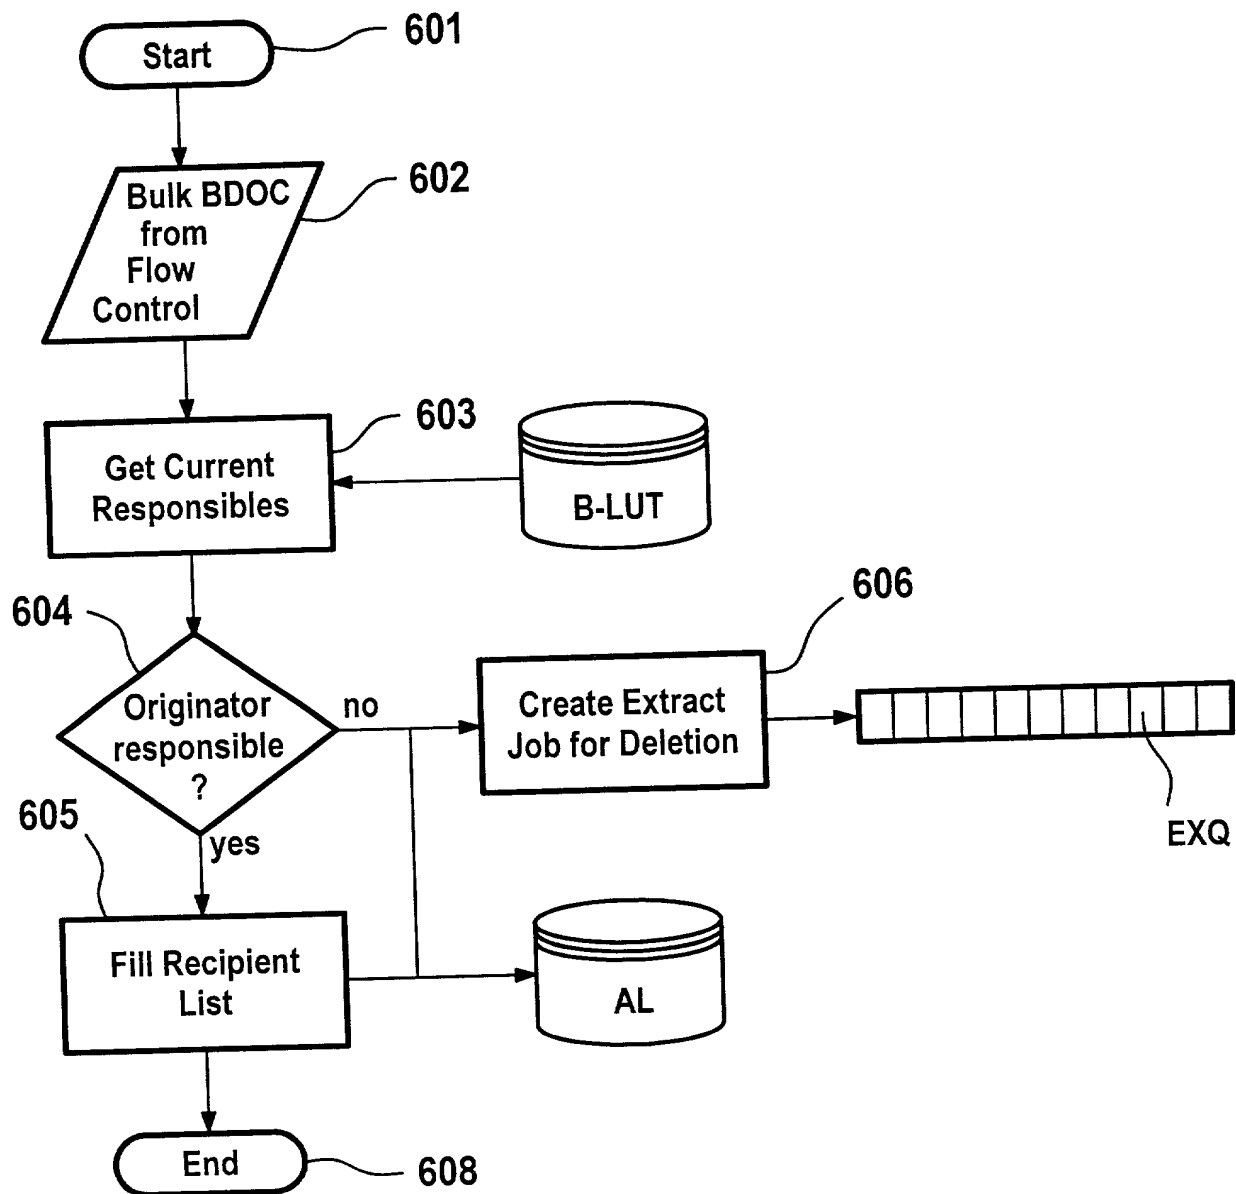 Start
601
Bulk BDOC
from
Flow
Control
602
Get Current
Responsibles
603
B-LUT
604
Originator
responsible
?
no
yes
Create Extract
Job for Deletion
606
EXQ
605
Fill Recipient
List
AL
End
608